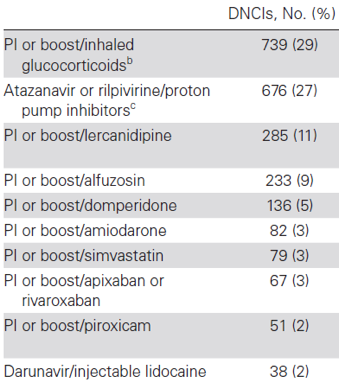 DNCIs, No. (%)
PI or boost/inhaled 739 (29)
glucocorticoidsᵇ
Atazanavir or rilpivirine/proton 676 (27)
pump inhibitorsᶜ
PI or boost/lercanidipine 285 (11)
PI or boost/alfuzosin 233 (9)
PI or boost/domperidone 136 (5)
PI or boost/amiodarone 82 (3)
PI or boost/simvastatin 79 (3)
PI or boost/apixaban or 67 (3)
rivaroxaban
PI or boost/piroxicam 51 (2)
Darunavir/injectable lidocaine 38 (2)